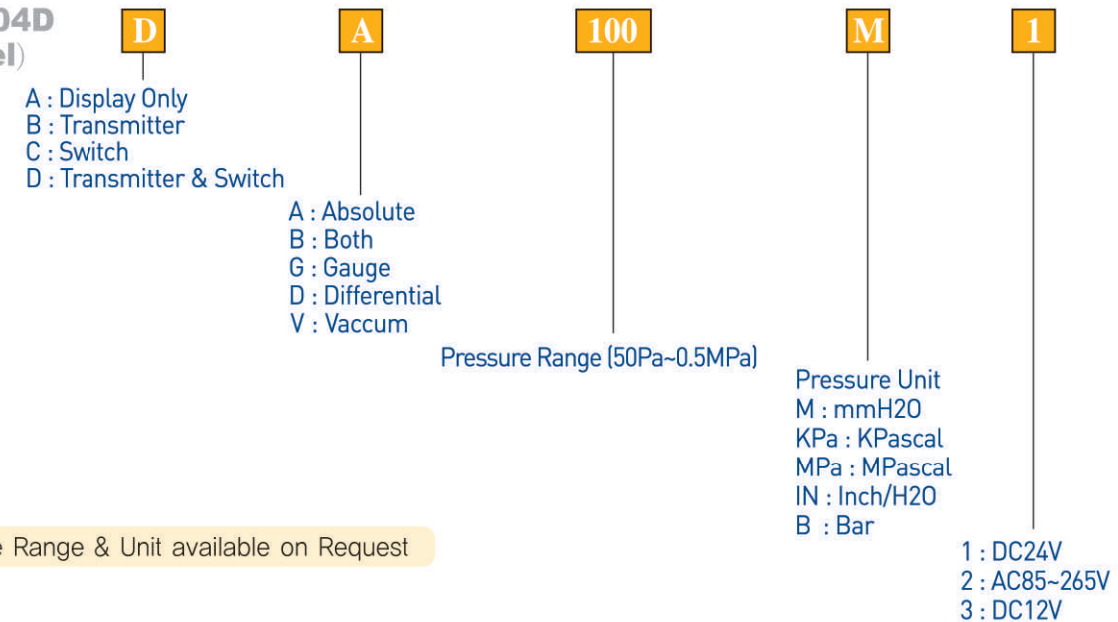 04D
el)
D A 100 M 1
A : Display Only
B : Transmitter
C : Switch
D : Transmitter & Switch
A : Absolute
B : Both
G : Gauge
D : Differential
V : Vaccum
Pressure Range (50Pa~0.5MPa)
Pressure Unit
M : mmH2O
KPa : KPascal
MPa : MPascal
IN : Inch/H2O
B : Bar
e Range & Unit available on Request
1 : DC24V
2 : AC85~265V
3 : DC12V